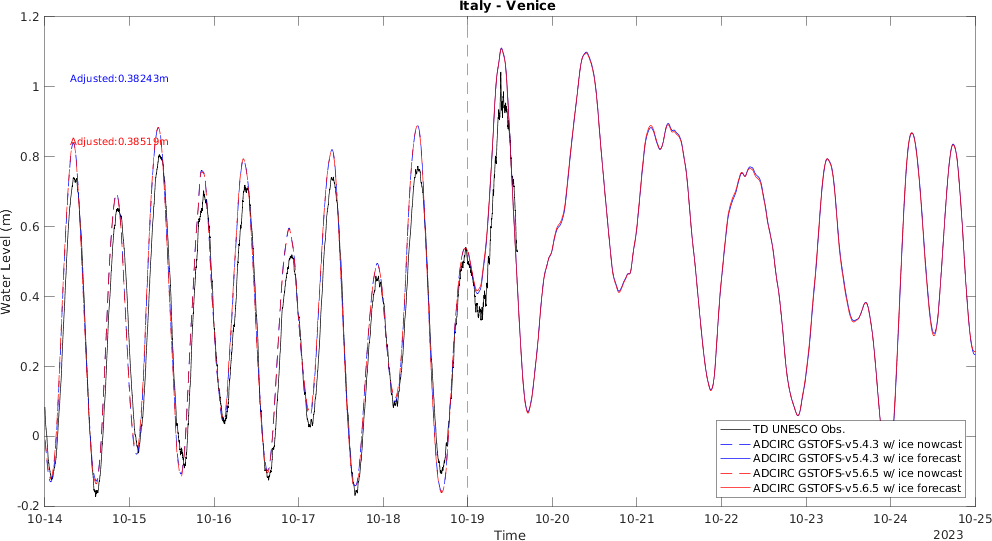 Italy - Venice
1.2
1
0.8
0.6
0.4
0.2
0
-0.2
Water Level (m)
Adjusted:0.38243m
Adjusted:0.38519m
TD UNESCO Obs.
ADCIRC GSTOFS-v5.4.3 w/ ice nowcast
ADCIRC GSTOFS-v5.4.3 w/ ice forecast
ADCIRC GSTOFS-v5.6.5 w/ ice nowcast
ADCIRC GSTOFS-v5.6.5 w/ ice forecast
10-14 10-15 10-16 10-17 10-18 10-19 10-20 10-21 10-22 10-23 10-24 10-25
Time
2023